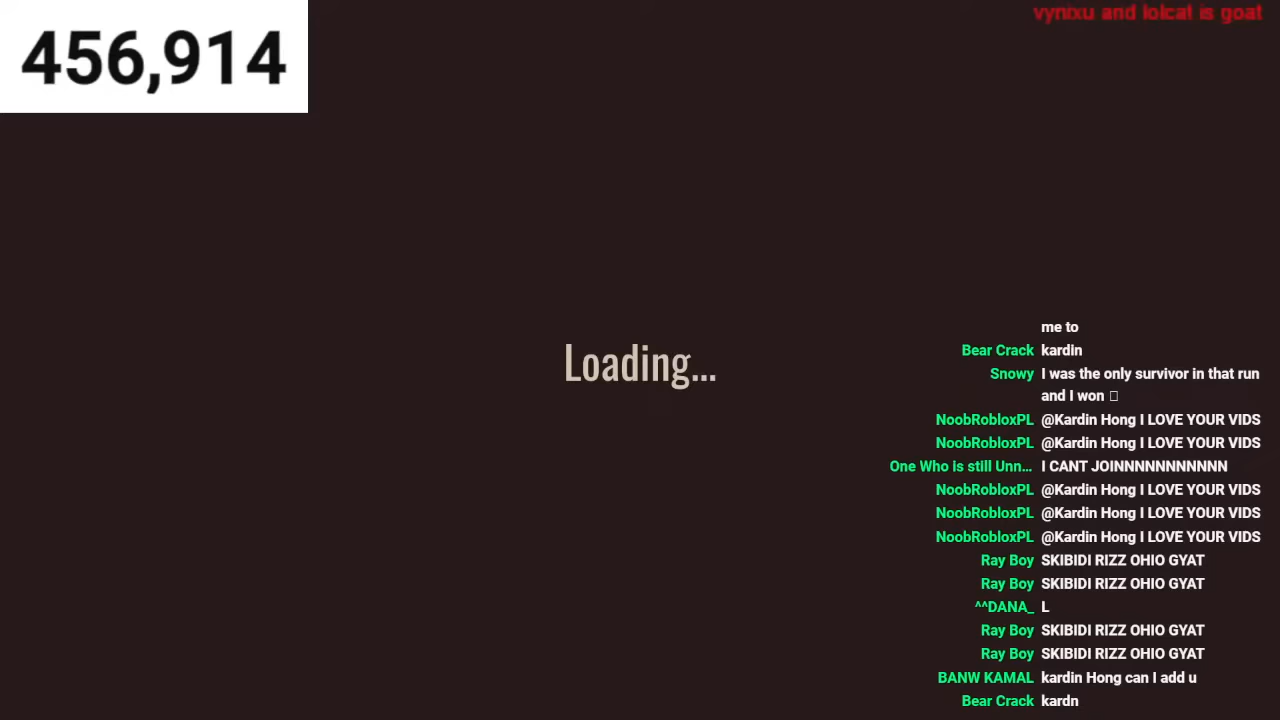 456,914
vynixu and lolcat is goat
Loading...
me to
Bear Crack kardin
Snowy I was the only survivor in that run
and I won
NoobRobloxPL @Kardin Hong I LOVE YOUR VIDS
NoobRobloxPL @Kardin Hong I LOVE YOUR VIDS
One Who is still Unn... I CANT JOINNNNNNNNNNN
NoobRobloxPL @Kardin Hong I LOVE YOUR VIDS
NoobRobloxPL @Kardin Hong I LOVE YOUR VIDS
NoobRobloxPL @Kardin Hong I LOVE YOUR VIDS
Ray Boy SKIBIDI RIZZ OHIO GYAT
Ray Boy SKIBIDI RIZZ OHIO GYAT
^^DANA_ L
Ray Boy SKIBIDI RIZZ OHIO GYAT
Ray Boy SKIBIDI RIZZ OHIO GYAT
BANW KAMAL kardin Hong can I add u
Bear Crack kardn